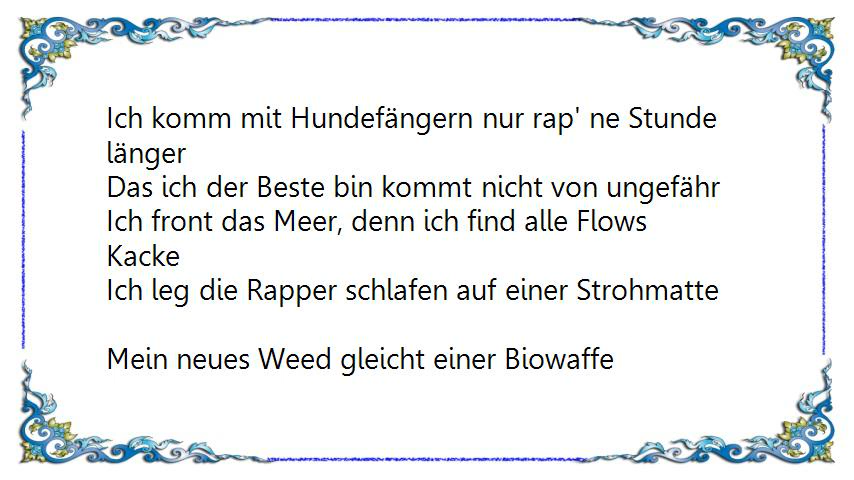 Ich komm mit Hundefängern nur rap' ne Stunde
länger
Das ich der Beste bin kommt nicht von ungefähr
Ich front das Meer, denn ich find alle Flows
Kacke
Ich leg die Rapper schlafen auf einer Strohmatte
Mein neues Weed gleicht einer Biowaffe